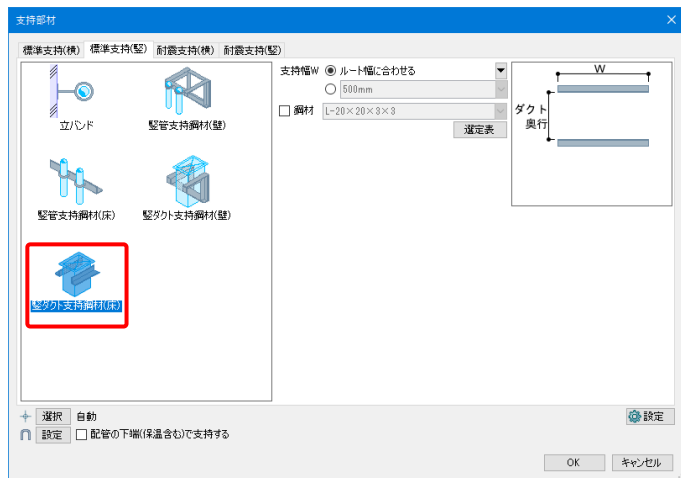 支持部材
標準支持(横) 標準支持(竪) 耐震支持(横) 耐震支持(竪)
立バンド
竪管支持鋼材(壁)
竪管支持鋼材(床)
竪ダクト支持鋼材(壁)
竪ダクト支持鋼材(床)
支持幅W ルート幅に合わせる
500mm
鋼材 L-20×20×3×3
選定表
W
ダクト
奥行
選択 自動
設定
設定 配管の下端(保温含む)で支持する
OK キャンセル